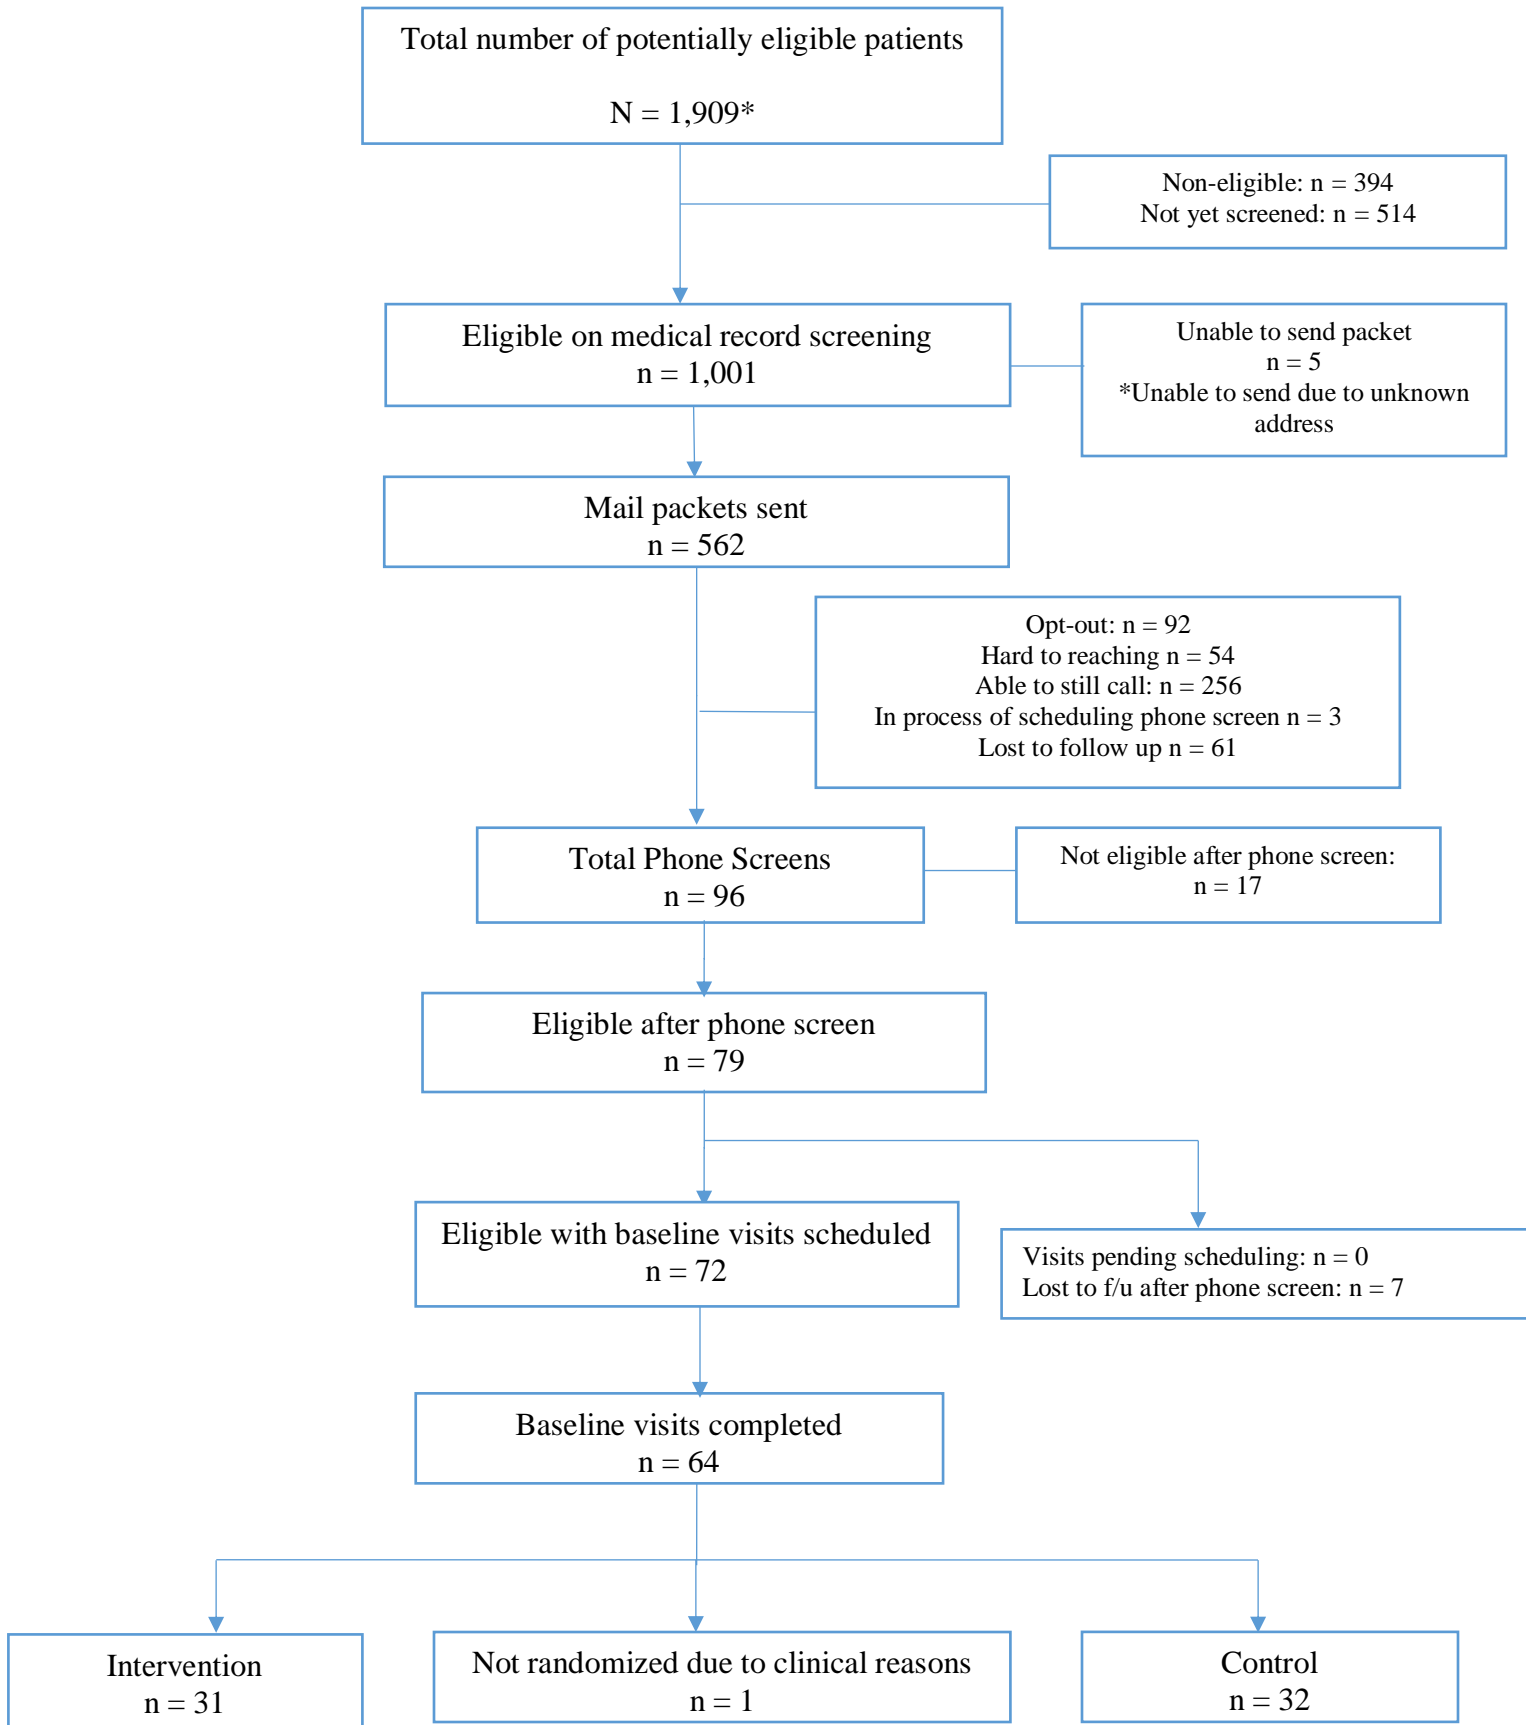 Total number of potentially eligible patients
N = 1,909*
Non-eligible: n = 394
Not yet screened: n = 514
Eligible on medical record screening
n = 1,001
Unable to send packet
n = 5
*Unable to send due to unknown
address
Mail packets sent
n = 562
Opt-out: n = 92
Hard to reaching n = 54
Able to still call: n = 256
In process of scheduling phone screen n = 3
Lost to follow up n = 61
Total Phone Screens
n = 96
Not eligible after phone screen:
n = 17
Eligible after phone screen
n = 79
Eligible with baseline visits scheduled
n = 72
Visits pending scheduling: n = 0
Lost to f/u after phone screen: n = 7
Baseline visits completed
n = 64
Intervention
n = 31
Not randomized due to clinical reasons
n = 1
Control
n = 32